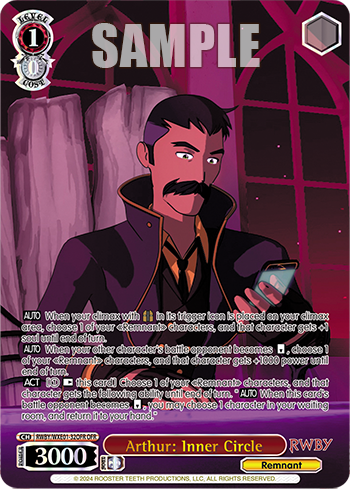 LEVEL
1
0
COST
SAMPLE
AUTO When your climax with in its trigger icon is placed on your climax
area, choose 1 of your <Remnant> characters, and that character gets +1
soul until end of turn.
AUTO When your other character's battle opponent becomes , choose 1
of your <Remnant> characters, and that character gets +1000 power until
end of turn.
ACT [ this card] Choose 1 of your <Remnant> characters, and that
character gets the following ability until end of turn. "AUTO When this card's
battle opponent becomes , you may choose 1 character in your waiting
room, and return it to your hand."
CH RWBY/WX03-
Arthur: Inner Circle
RWBY
POWER
3000
Remnant
© 2024 ROOSTER TEETH PRODUCTIONS, LLC, ALL RIGHTS RESERVED.